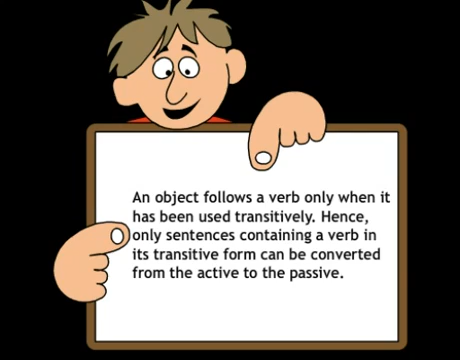 An object follows a verb only when it
has been used transitively. Hence,
only sentences containing a verb in
its transitive form can be converted
from the active to the passive.